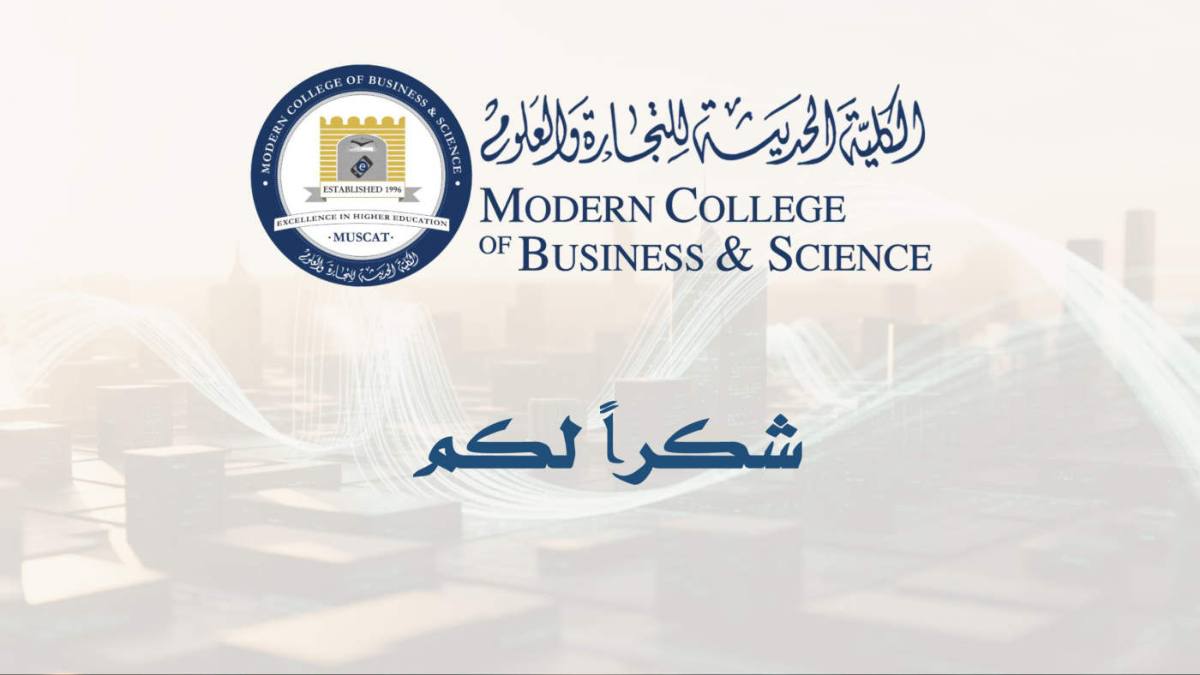 MODERN COLLEGE OF BUSINESS & SCIENCE
e
ESTABLISHED 1996
EXCELLENCE IN HIGHER EDUCATION
·MUSCAT·
الكلية الحديثة للتجارة والعلوم
الكليّة الحديثة للتجارة والعلوم
MODERN COLLEGE
OF BUSINESS & SCIENCE
شكراً لكم